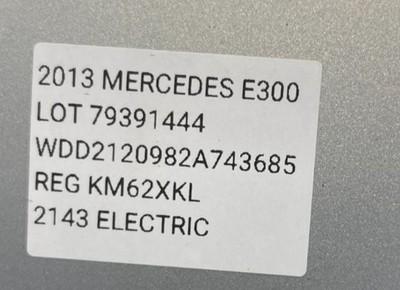 2013 MERCEDES E300
LOT 79391444
WDD2120982A743685
REG KM62XKL
2143 ELECTRIC